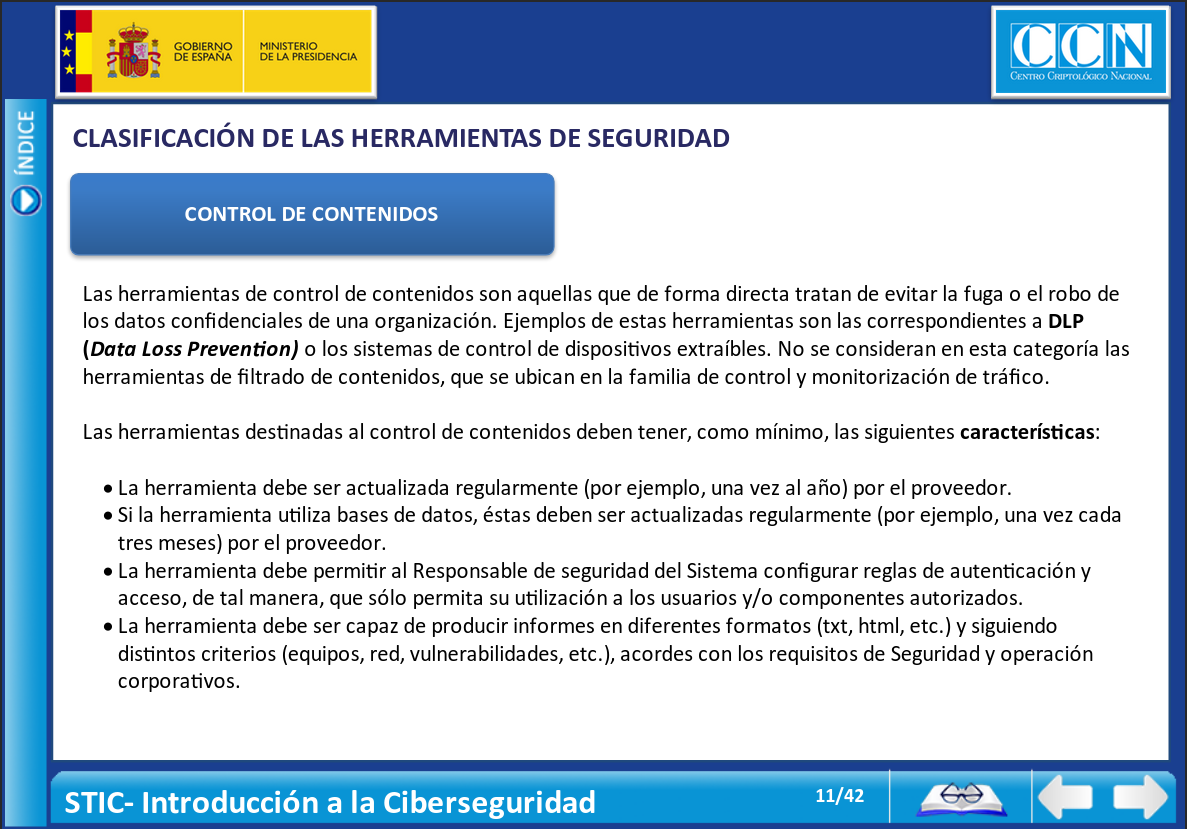 GOBIERNO
DE ESPAÑA
MINISTERIO
DE LA PRESIDENCIA
CCN
CENTRO CRIPTOLÓGICO NACIONAL
ÍNDICE
CLASIFICACIÓN DE LAS HERRAMIENTAS DE SEGURIDAD
CONTROL DE CONTENIDOS
Las herramientas de control de contenidos son aquellas que de forma directa tratan de evitar la fuga o el robo de
los datos confidenciales de una organización. Ejemplos de estas herramientas son las correspondientes a DLP
(Data Loss Prevention) o los sistemas de control de dispositivos extraíbles. No se consideran en esta categoría las
herramientas de filtrado de contenidos, que se ubican en la familia de control y monitorización de tráfico.
Las herramientas destinadas al control de contenidos deben tener, como mínimo, las siguientes características:
• La herramienta debe ser actualizada regularmente (por ejemplo, una vez al año) por el proveedor.
• Si la herramienta utiliza bases de datos, éstas deben ser actualizadas regularmente (por ejemplo, una vez cada
tres meses) por el proveedor.
• La herramienta debe permitir al Responsable de seguridad del Sistema configurar reglas de autenticación y
acceso, de tal manera, que sólo permita su utilización a los usuarios y/o componentes autorizados.
• La herramienta debe ser capaz de producir informes en diferentes formatos (txt, html, etc.) y siguiendo
distintos criterios (equipos, red, vulnerabilidades, etc.), acordes con los requisitos de Seguridad y operación
corporativos.
STIC- Introducción a la Ciberseguridad
11/42